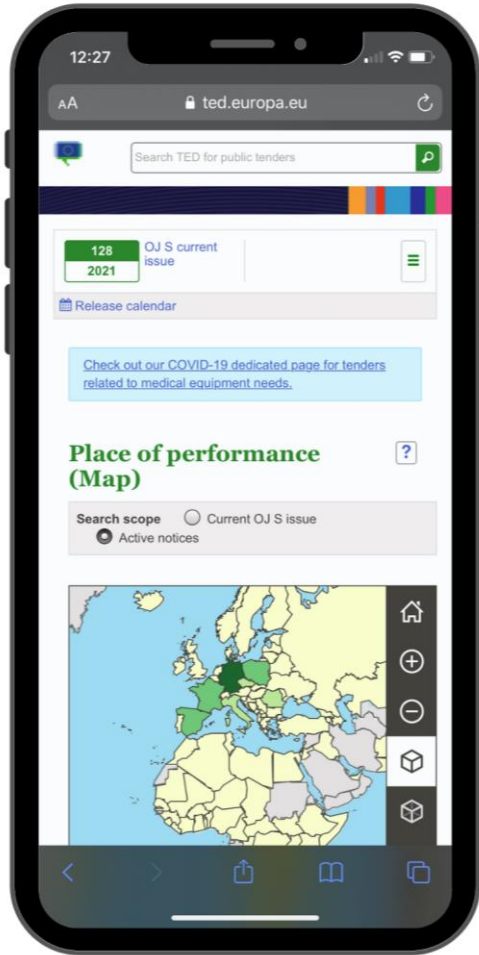 12:27
AA ted.europa.eu
Search TED for public tenders
128
2021
OJ S current
issue
Release calendar
Check out our COVID-19 dedicated page for tenders
related to medical equipment needs.
Place of performance
(Map)
?
Search scope Current OJ S issue
Active notices